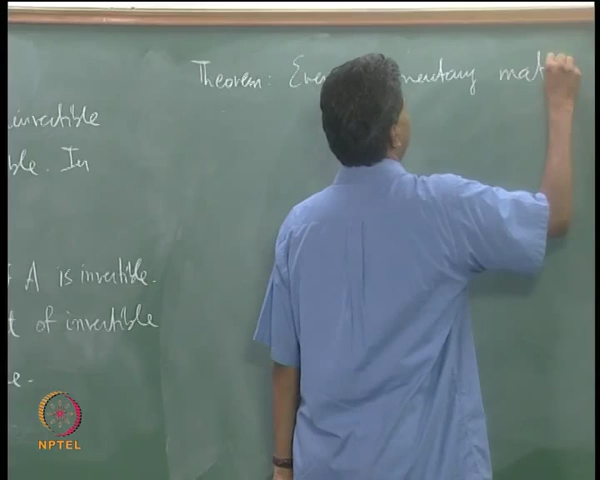 Theorem: Eve mentary mat
invertible
ble. In
A is invertible.
t of invertible
e.
NPTEL